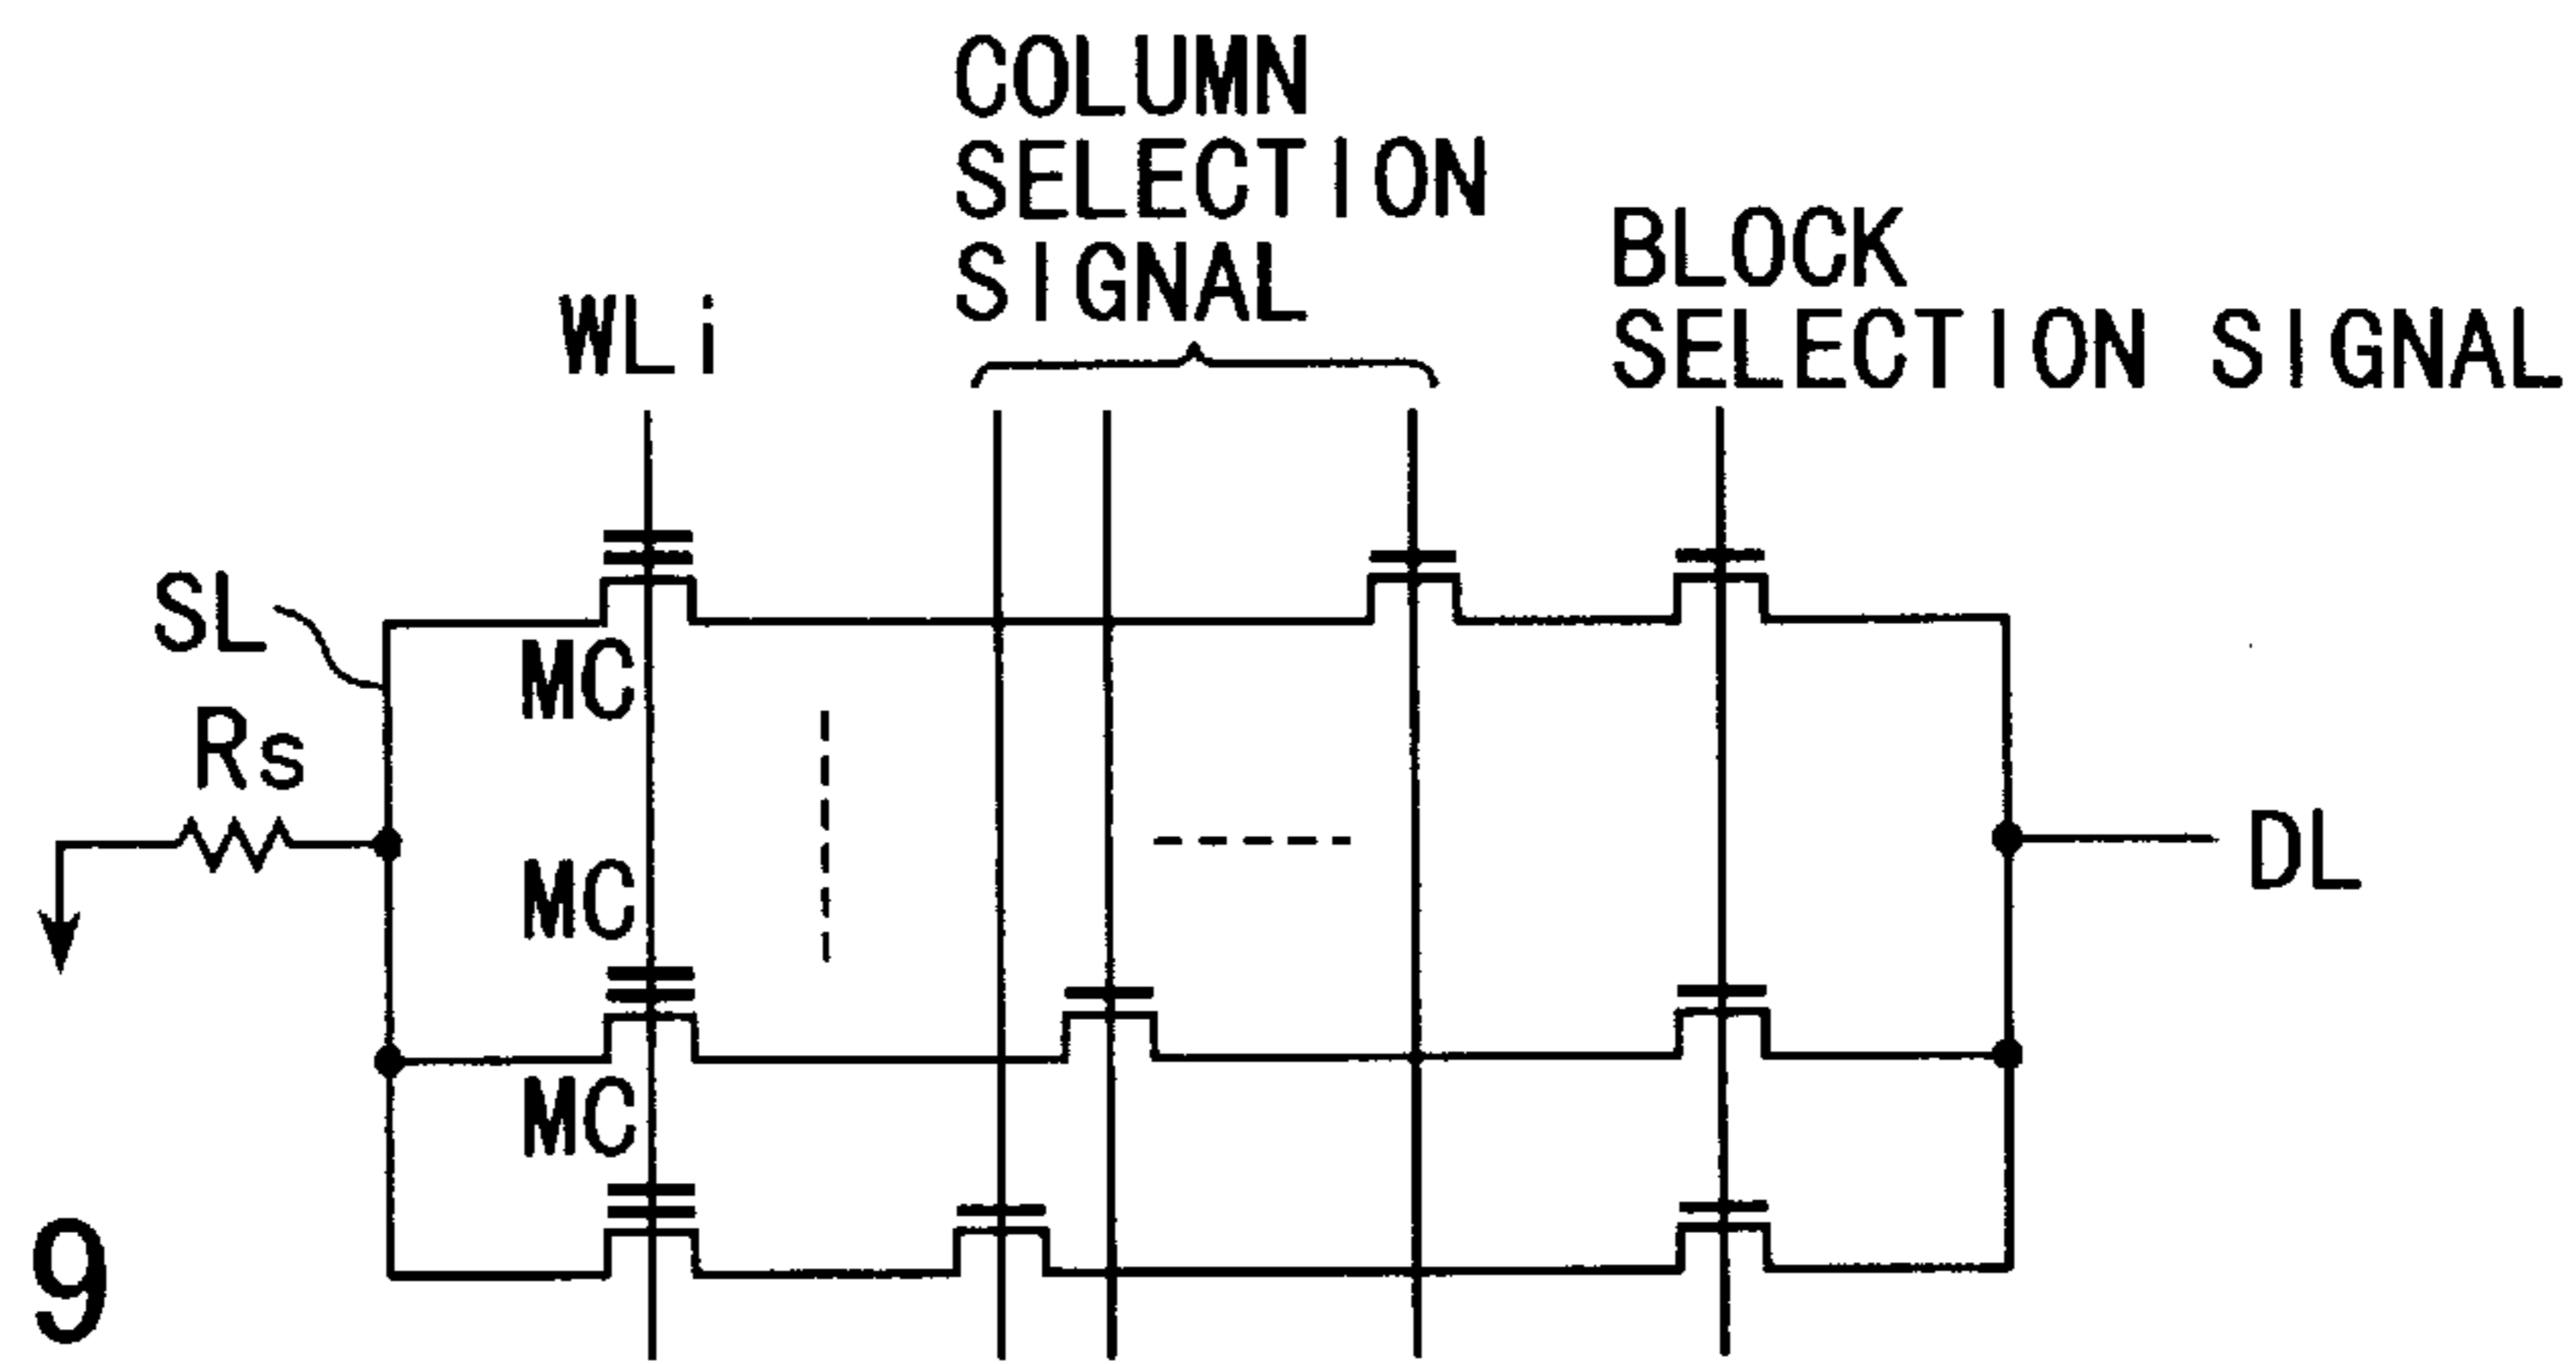 COLUMN
SELECTION
SIGNAL
BLOCK
SELECTION SIGNAL
WLi
SL
MC
Rs
DL
MC
MC
9